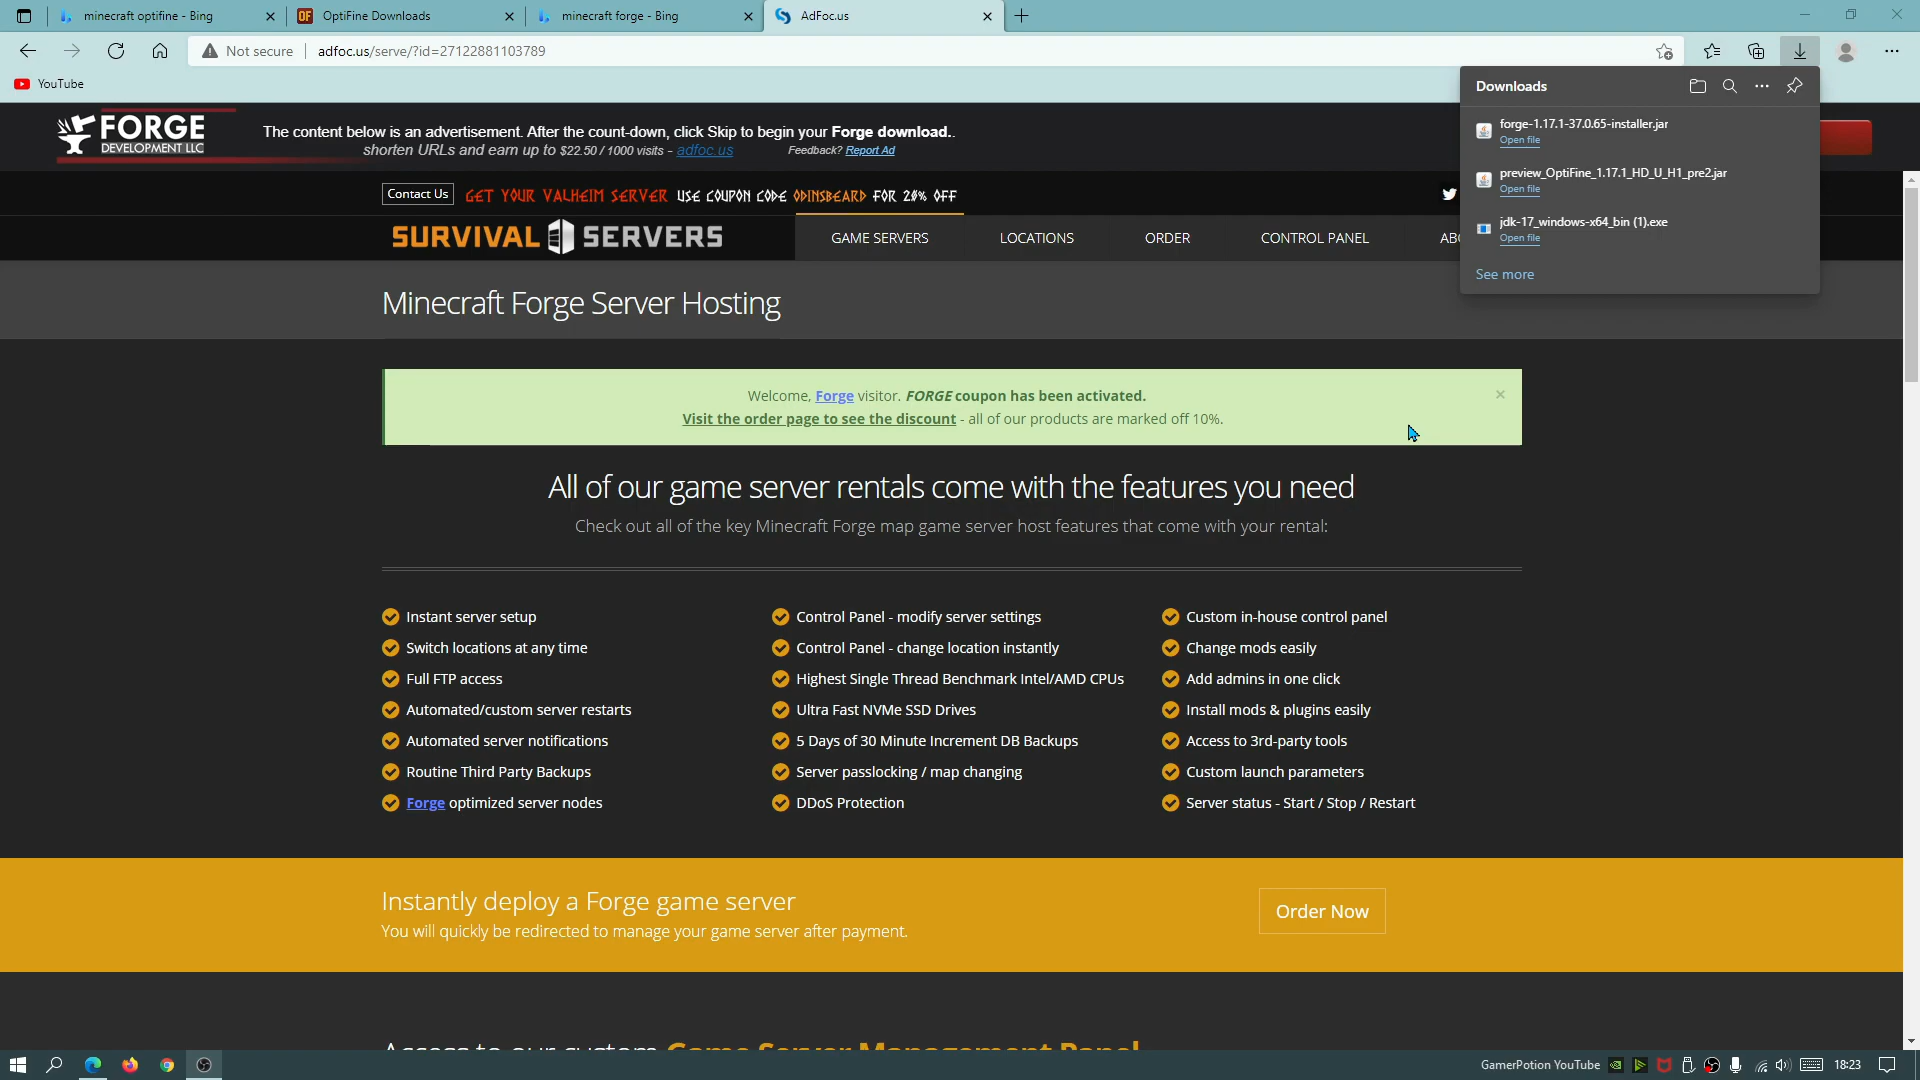 minecraft optifine - Bing
OptiFine Downloads
minecraft forge - Bing
AdFoc.us
Not secure
adfoc.us/serve/?id=27122881103789
YouTube
Downloads
forge-1.17.1-37.0.65-installer.jar
Open file
preview_OptiFine_1.17.1_HD_U_H1_pre2.jar
Open file
jdk-17_windows-x64_bin (1).exe
Open file
See more
FORGE
DEVELOPMENT LLC
The content below is an advertisement. After the count-down, click Skip to begin your Forge download..
shorten URLs and earn up to $22.50 / 1000 visits - adfoc.us
Feedback? Report Ad
Contact Us
GET YOUR VALHEIM SERVER USE COUPON CODE ODINSBEARD FOR 20% OFF
SURVIVAL SERVERS
GAME SERVERS
LOCATIONS
ORDER
CONTROL PANEL
Minecraft Forge Server Hosting
Welcome, Forge visitor. FORGE coupon has been activated.
Visit the order page to see the discount - all of our products are marked off 10%.
All of our game server rentals come with the features you need
Check out all of the key Minecraft Forge map game server host features that come with your rental:
Instant server setup
Switch locations at any time
Full FTP access
Automated/custom server restarts
Automated server notifications
Routine Third Party Backups
Forge optimized server nodes
Control Panel - modify server settings
Control Panel - change location instantly
Highest Single Thread Benchmark Intel/AMD CPUs
Ultra Fast NVMe SSD Drives
5 Days of 30 Minute Increment DB Backups
Server passlocking / map changing
DDoS Protection
Custom in-house control panel
Change mods easily
Add admins in one click
Install mods & plugins easily
Access to 3rd-party tools
Custom launch parameters
Server status - Start / Stop / Restart
Instantly deploy a Forge game server
You will quickly be redirected to manage your game server after payment.
Order Now
Access to our custom Game Server Management Panel
GamerPotion YouTube
18:23